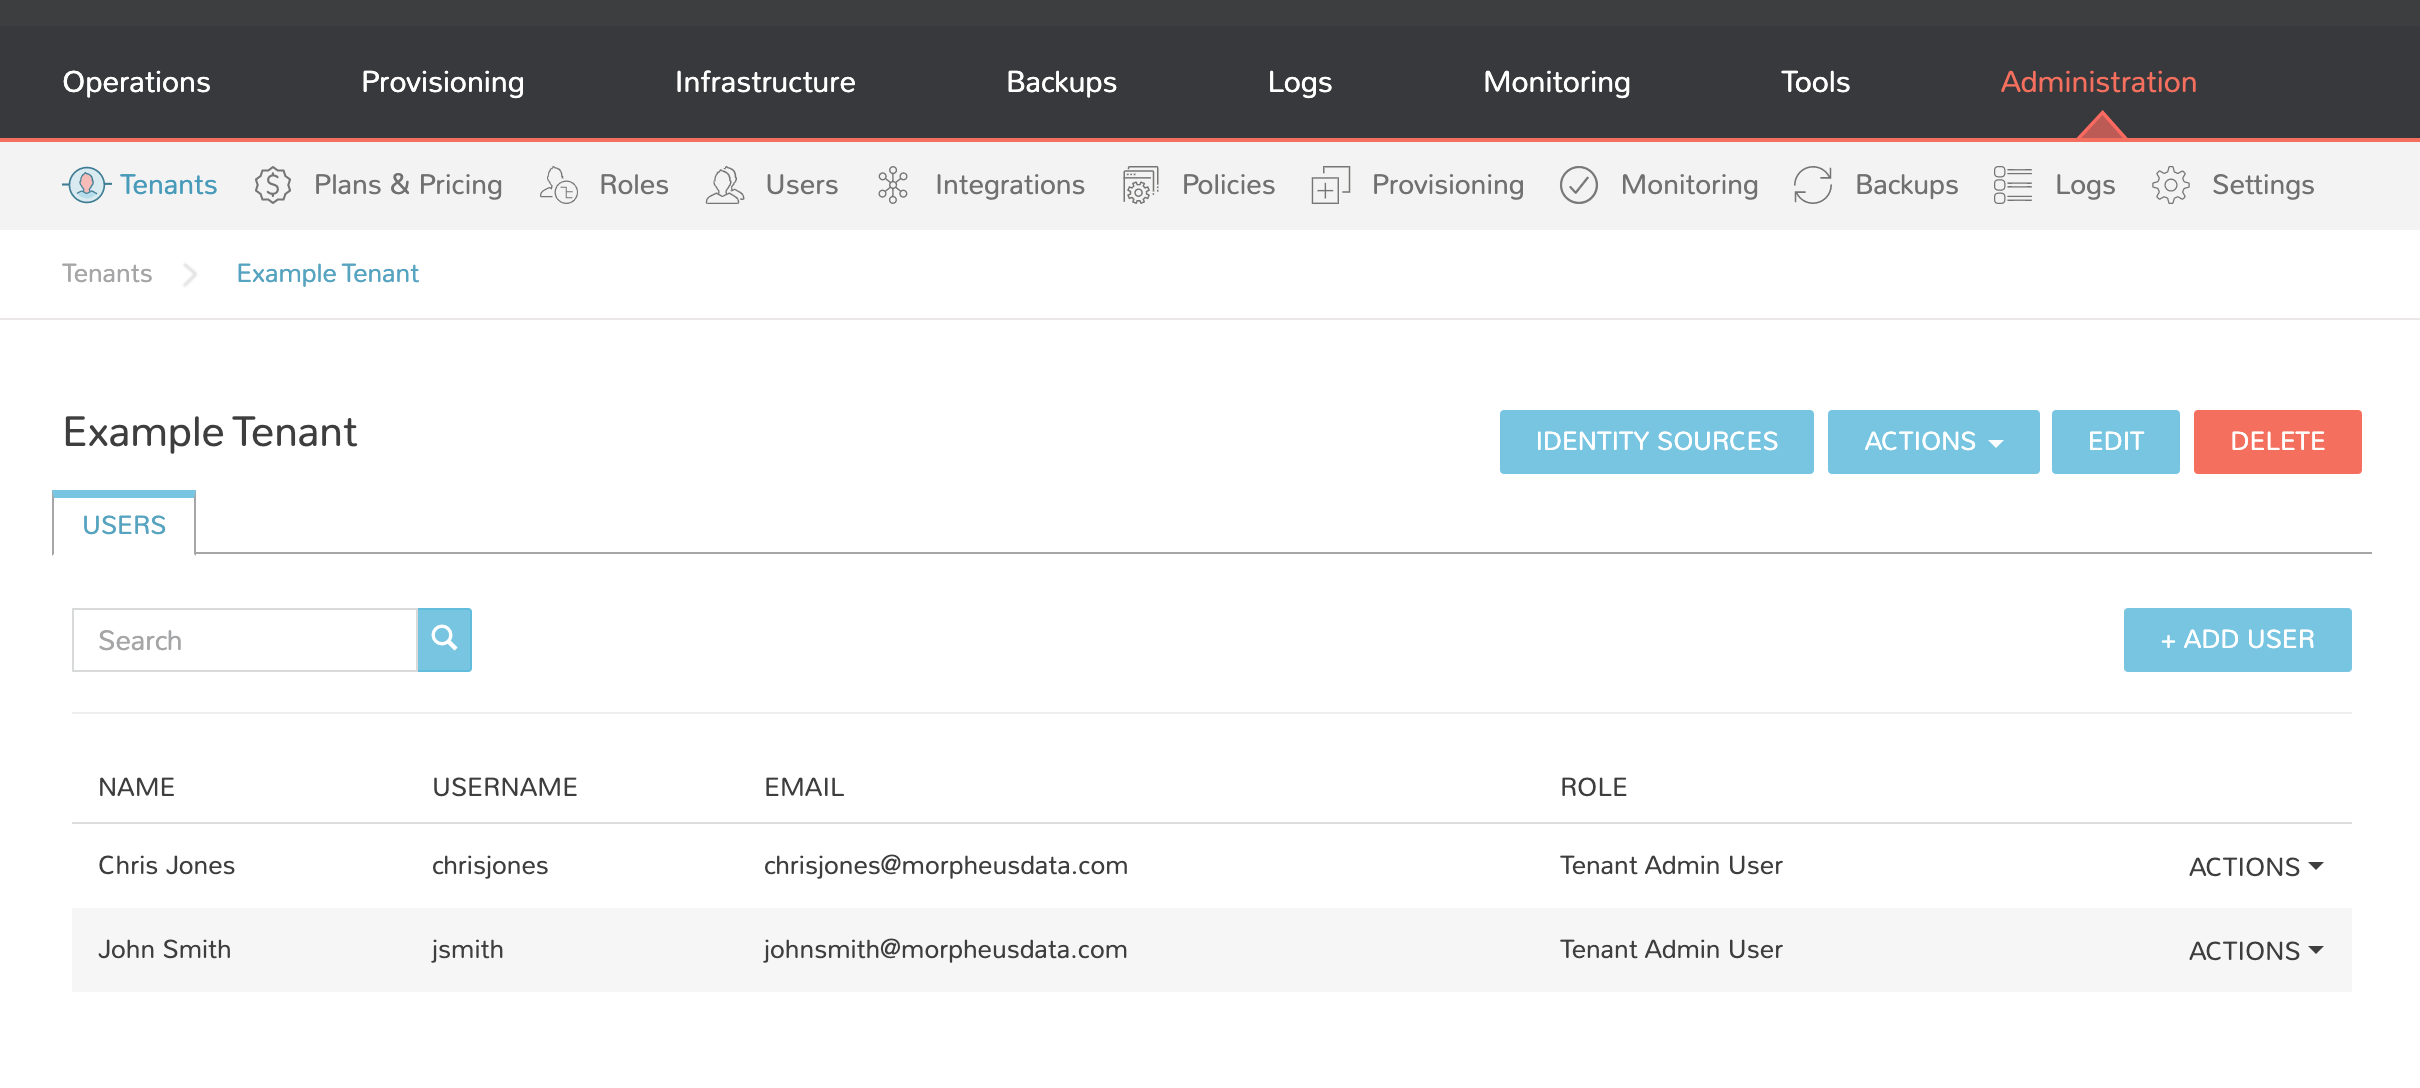 Operations Provisioning Infrastructure Backups Logs Monitoring Tools Administration
Tenants Plans & Pricing Roles Users Integrations Policies Provisioning Monitoring Backups Logs Settings
Tenants Example Tenant
Example Tenant IDENTITY SOURCES ACTIONS EDIT DELETE
USERS
Search + ADD USER
NAME USERNAME EMAIL ROLE
Chris Jones chrisjones chrisjones@morpheusdata.com Tenant Admin User ACTIONS
John Smith jsmith johnsmith@morpheusdata.com Tenant Admin User ACTIONS